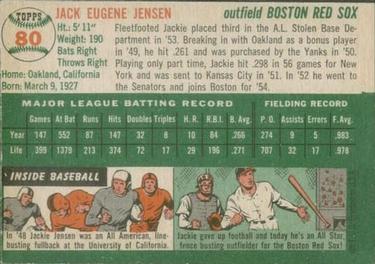 TOPPS
80
JACK EUGENE JENSEN outfield BOSTON RED SOX
Ht.: 5' 11"
Weight: 190
Bats Right
Throws Right
Home: Oakland, California
Born: March 9, 1927
Fleetfooted Jackie placed third in the A.L. Stolen Base De-
partment in '53. Breaking in with Oakland as a bonus player
in '49, he hit .261 and was purchased by the Yanks in '50.
Playing only part time, Jackie hit .298 in 56 games for New
York and was sent to Kansas City in '51. In '52 he went to
the Senators and joins Boston for '54.
MAJOR LEAGUE BATTING RECORD FIELDING RECORD
Games At Bat Runs Hits Doubles Triples H. R. R.B.I. B. Avg. P. O. Assists Errors F. Avg.
Year 147 552 87 147 32 8 10 84 .266 274 9 5 .983
Life 399 1379 213 374 72 17 29 196 .271 707 32 17 .978
INSIDE BASEBALL
In '48 Jackie Jensen was an All American, line-
busting fullback at the University of California.
Jackie gave up football and today he's an All Star
fence busting outfielder for the Boston Red Sox!